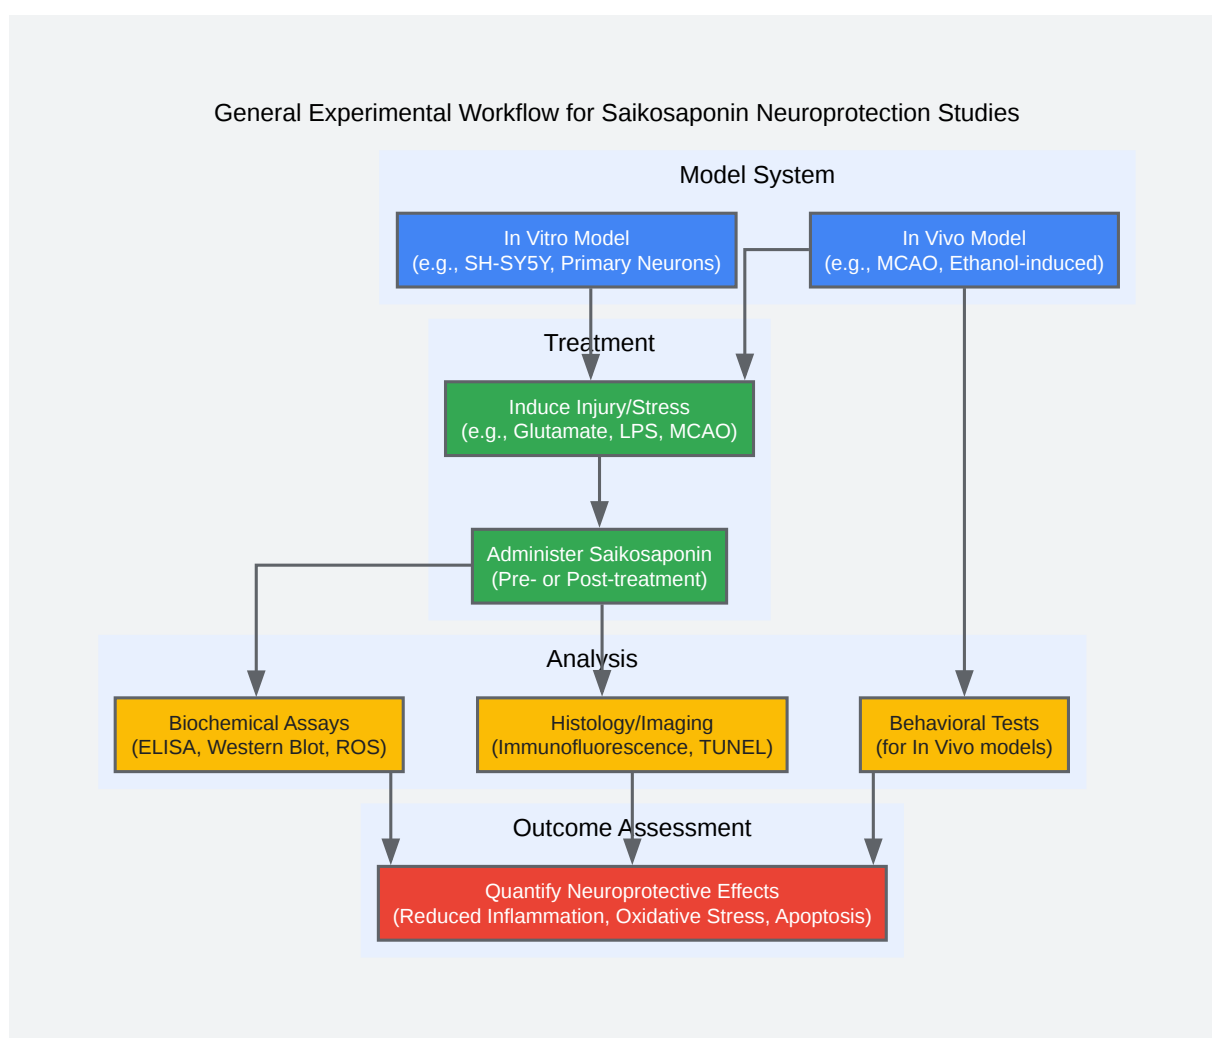 General Experimental Workflow for Saikosaponin Neuroprotection Studies
Model System
In Vitro Model
(e.g., SH-SY5Y, Primary Neurons)
In Vivo Model
(e.g., MCAO, Ethanol-induced)
Treatment
Induce Injury/Stress
(e.g., Glutamate, LPS, MCAO)
Administer Saikosaponin
(Pre- or Post-treatment)
Analysis
Biochemical Assays
(ELISA, Western Blot, ROS)
Histology/Imaging
(Immunofluorescence, TUNEL)
Behavioral Tests
(for In Vivo models)
Outcome Assessment
Quantify Neuroprotective Effects
(Reduced Inflammation, Oxidative Stress, Apoptosis)